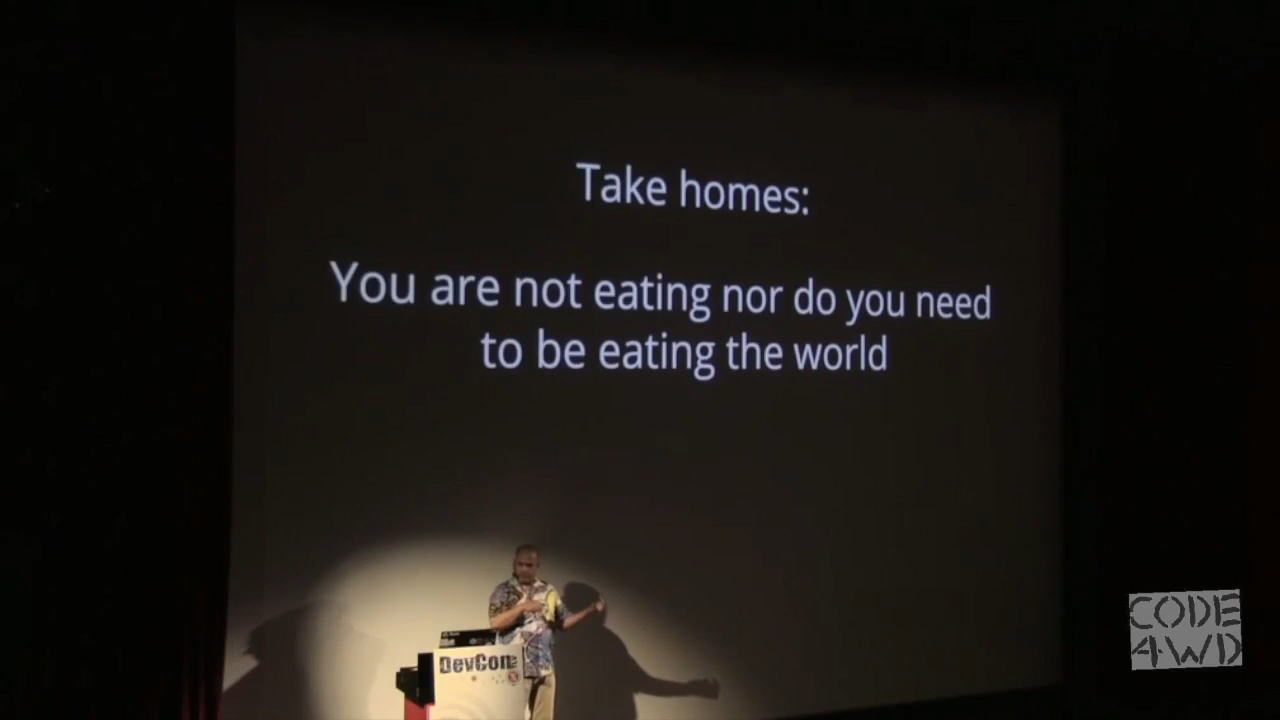 Take homes:
You are not eating nor do you need
to be eating the world
DevCon
CODE
4WD